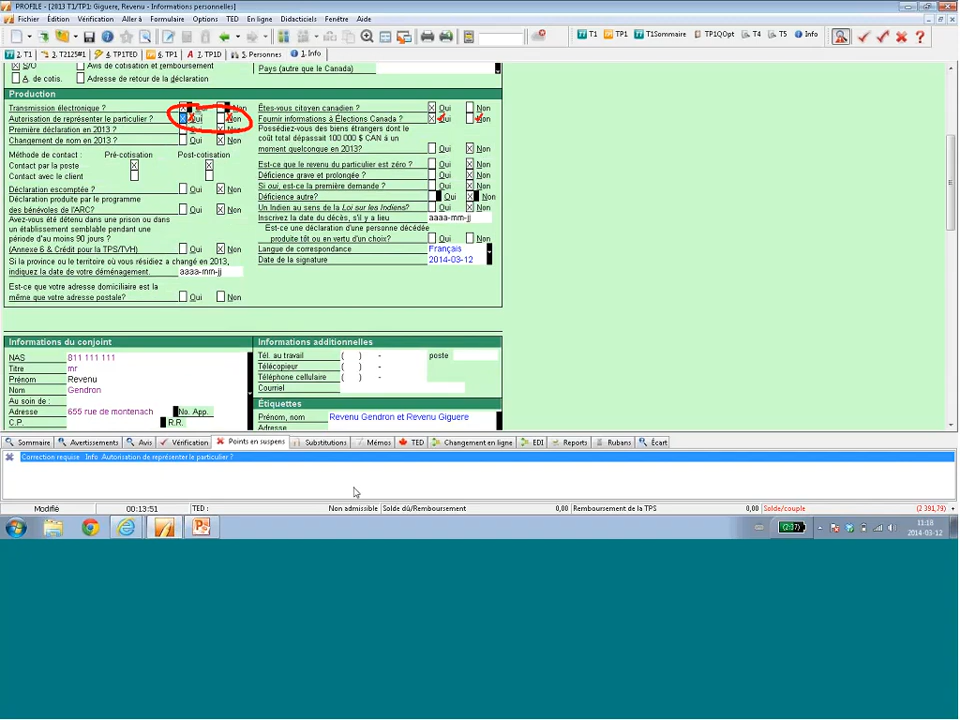 PROFILE - [2013 T1/TP1: Giguere, Revenu - Informations personnelles]
Fichier Édition Vérification Aller à Formulaire Options TED En ligne Didacticiels Fenêtre Aide
T1 TP1 T1Sommaire TP1QOpt T5 T4 Info
2. T1 3. T2125#1 4. TP1TED 6. TP1 7. TP1D 5. Personnes 1. Info
S/O Avis de cotisation et remboursement
A. de cotis. Adresse de retour de la déclaration
Pays (autre que le Canada)
Production
Transmission électronique ? Oui Non
Autorisation de représenter le particulier ? Oui Non
Première déclaration en 2013 ? Oui Non
Changement de nom en 2013 ? Oui Non
Méthode de contact : Pré-cotisation Post-cotisation
Contact par la poste
Contact avec le client
Déclaration escomptée ? Oui Non
Déclaration produite par le programme
des bénévoles de l'ARC? Oui Non
Avez-vous été détenu dans une prison ou dans
un établissement semblable pendant une
période d'au moins 90 jours ?
(Annexe 6 & Crédit pour la TPS/TVH) Oui Non
Si la province ou le territoire où vous résidiez a changé en 2013,
indiquez la date de votre déménagement. aaaa-mm-jj
Est-ce que votre adresse domiciliaire est la
même que votre adresse postale? Oui Non
Êtes-vous citoyen canadien ? Oui Non
Fournir informations à Élections Canada ? Oui Non
Possédiez-vous des biens étrangers dont le
coût total dépassait 100 000 $ CAN à un
moment quelconque en 2013? Oui Non
Est-ce que le revenu du particulier est zéro ? Oui Non
Déficience grave et prolongée ? Oui Non
Si oui, est-ce la première demande ? Oui Non
Déficience autre? Oui Non
Un Indien au sens de la Loi sur les Indiens? Oui Non
Inscrivez la date du décès, s'il y a lieu aaaa-mm-jj
Est-ce une déclaration d'une personne décédée
produite tôt ou en vertu d'un choix? Oui Non
Langue de correspondance Français
Date de la signature 2014-03-12
Informations du conjoint
NAS 811 111 111
Titre mr
Prénom Revenu
Nom Gendron
Au soin de :
Adresse 655 rue de montenach No. App.
C.P. R.R.
Informations additionnelles
Tél. au travail ( ) - poste
Télécopieur ( ) -
Téléphone cellulaire ( ) -
Courriel
Étiquettes
Prénom, nom Revenu Gendron et Revenu Giguere
Adresse
Sommaire Avertissements Avis Vérification Points en suspens Substitutions Mémos TED Changement en ligne EDI Reports Rubans Écart
Correction requise : Info .Autorisation de représenter le particulier ?
Modifié 00:13:51 TED : Non admissible Solde dû/Remboursement 0,00 Remboursement de la TPS 0,00 Solde/couple (2 391,79)
(2:37) 11:18
2014-03-12